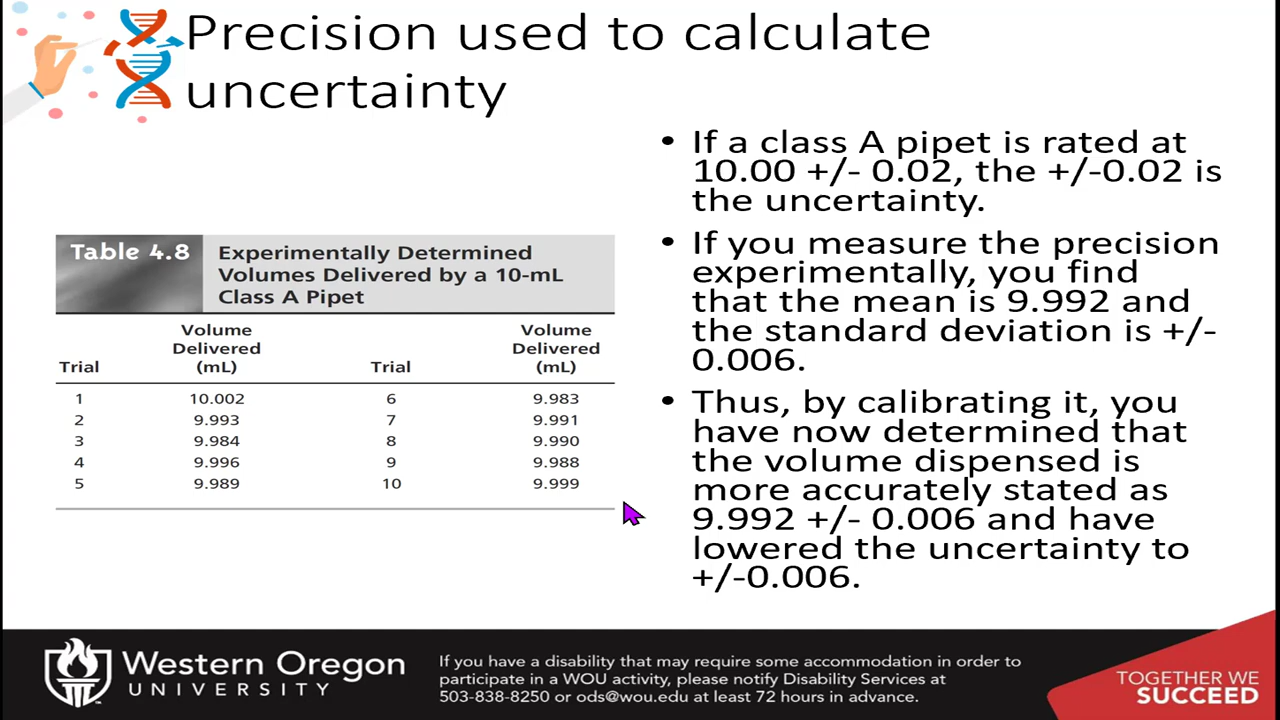 Precision used to calculate
uncertainty
Table 4.8
Experimentally Determined
Volumes Delivered by a 10-mL
Class A Pipet
Trial Volume Delivered (mL) Trial Volume Delivered (mL)
1 10.002 6 9.983
2 9.993 7 9.991
3 9.984 8 9.990
4 9.996 9 9.988
5 9.989 10 9.999
• If a class A pipet is rated at
10.00 +/- 0.02, the +/-0.02 is
the uncertainty.
• If you measure the precision
experimentally, you find
that the mean is 9.992 and
the standard deviation is +/-
0.006.
• Thus, by calibrating it, you
have now determined that
the volume dispensed is
more accurately stated as
9.992 +/- 0.006 and have
lowered the uncertainty to
+/-0.006.
Western Oregon
UNIVERSITY
If you have a disability that may require some accommodation in order to
participate in a WOU activity, please notify Disability Services at
503-838-8250 or ods@wou.edu at least 72 hours in advance.
TOGETHER WE
SUCCEED